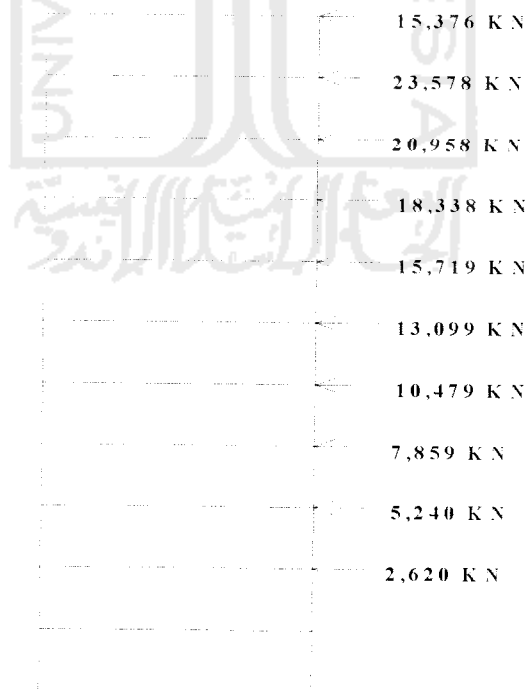 15,376 KN
23,578 KN
20,958 KN
18,338 KN
15,719 KN
13,099 KN
10,479 KN
7,859 KN
5,240 KN
2,620 KN